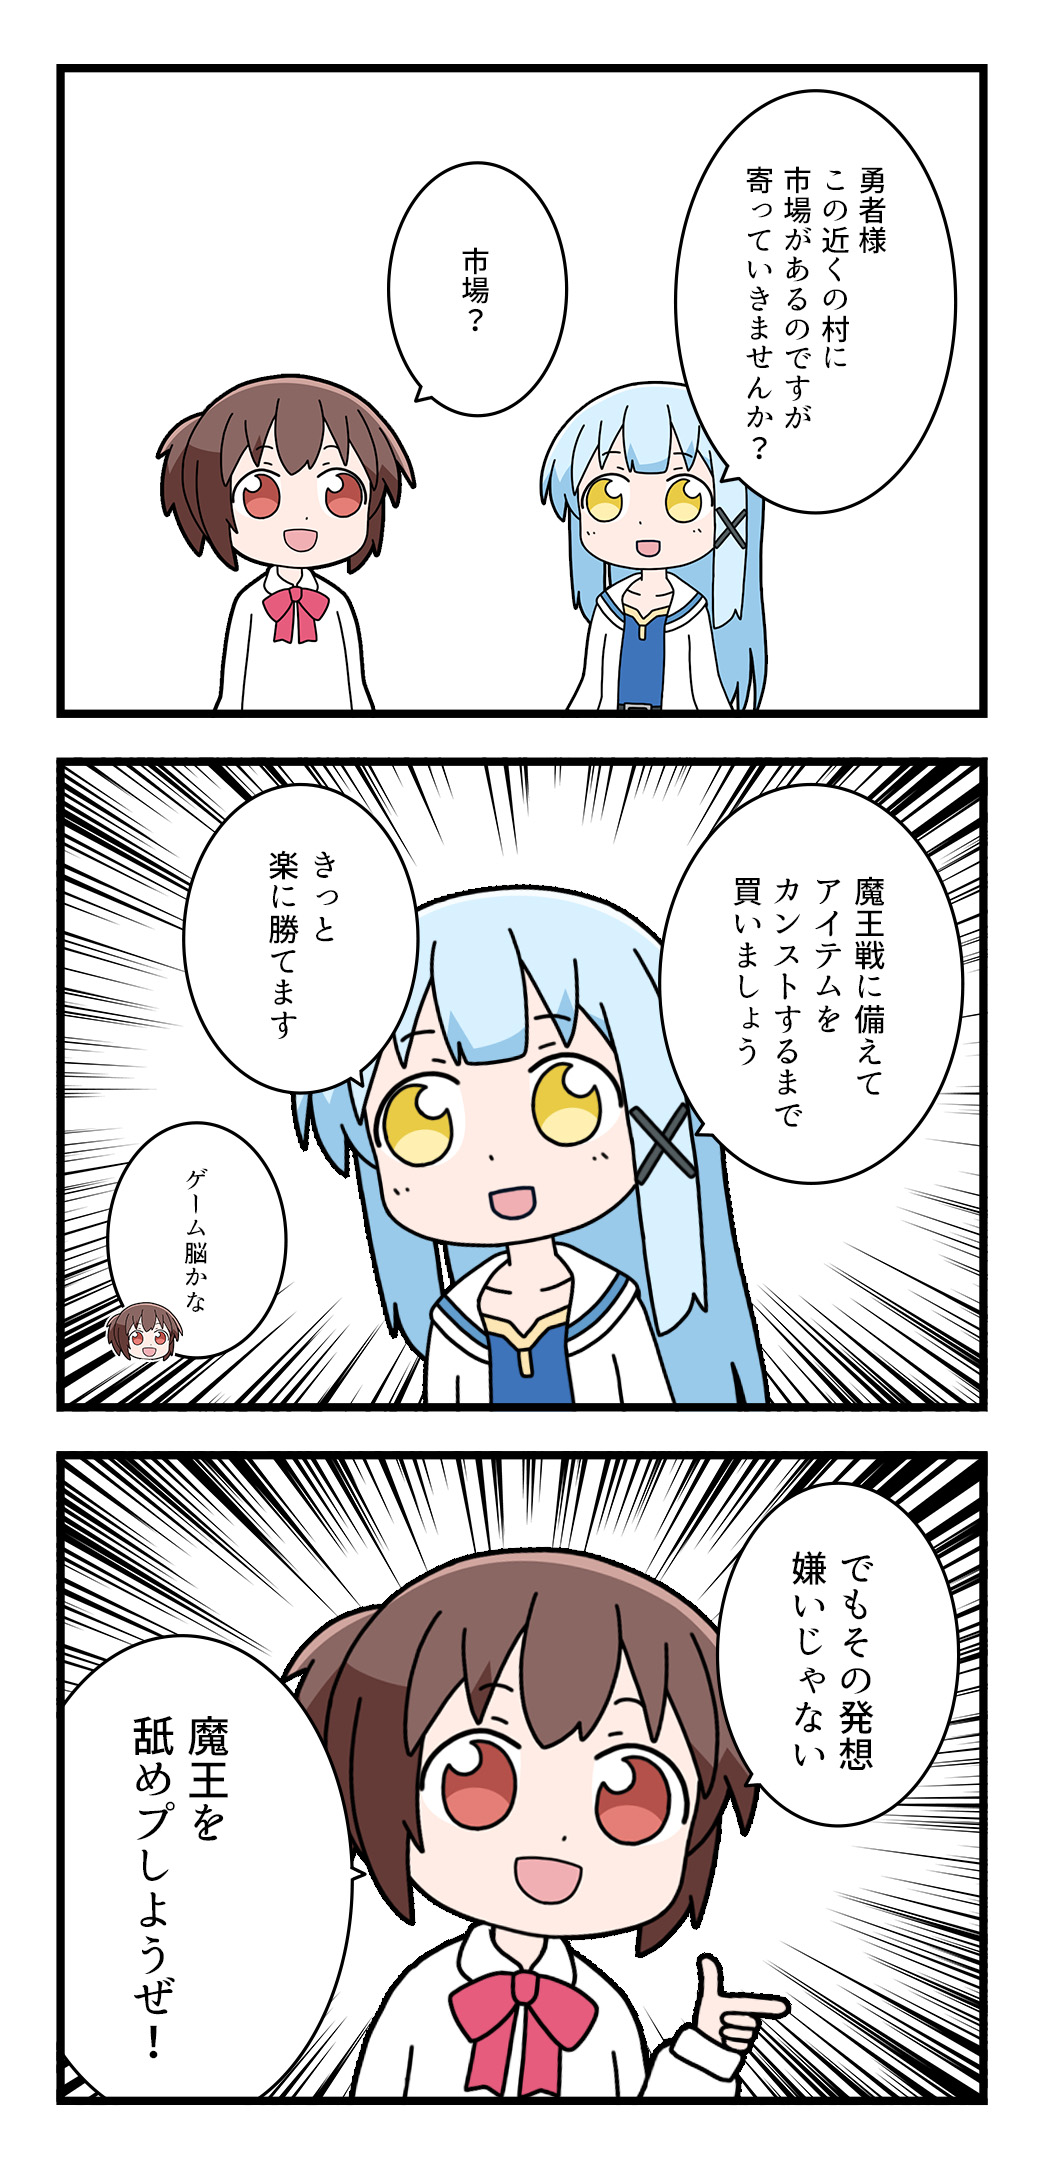 勇者様
この近くの村に
市場があるのですが
寄っていきませんか？
市場？
魔王戦に備えて
アイテムを
カンストするまで
買いましょう
きっと
楽に勝てます
ゲーム脳かな
でもその発想
嫌いじゃない
魔王を
舐めプしようぜ！